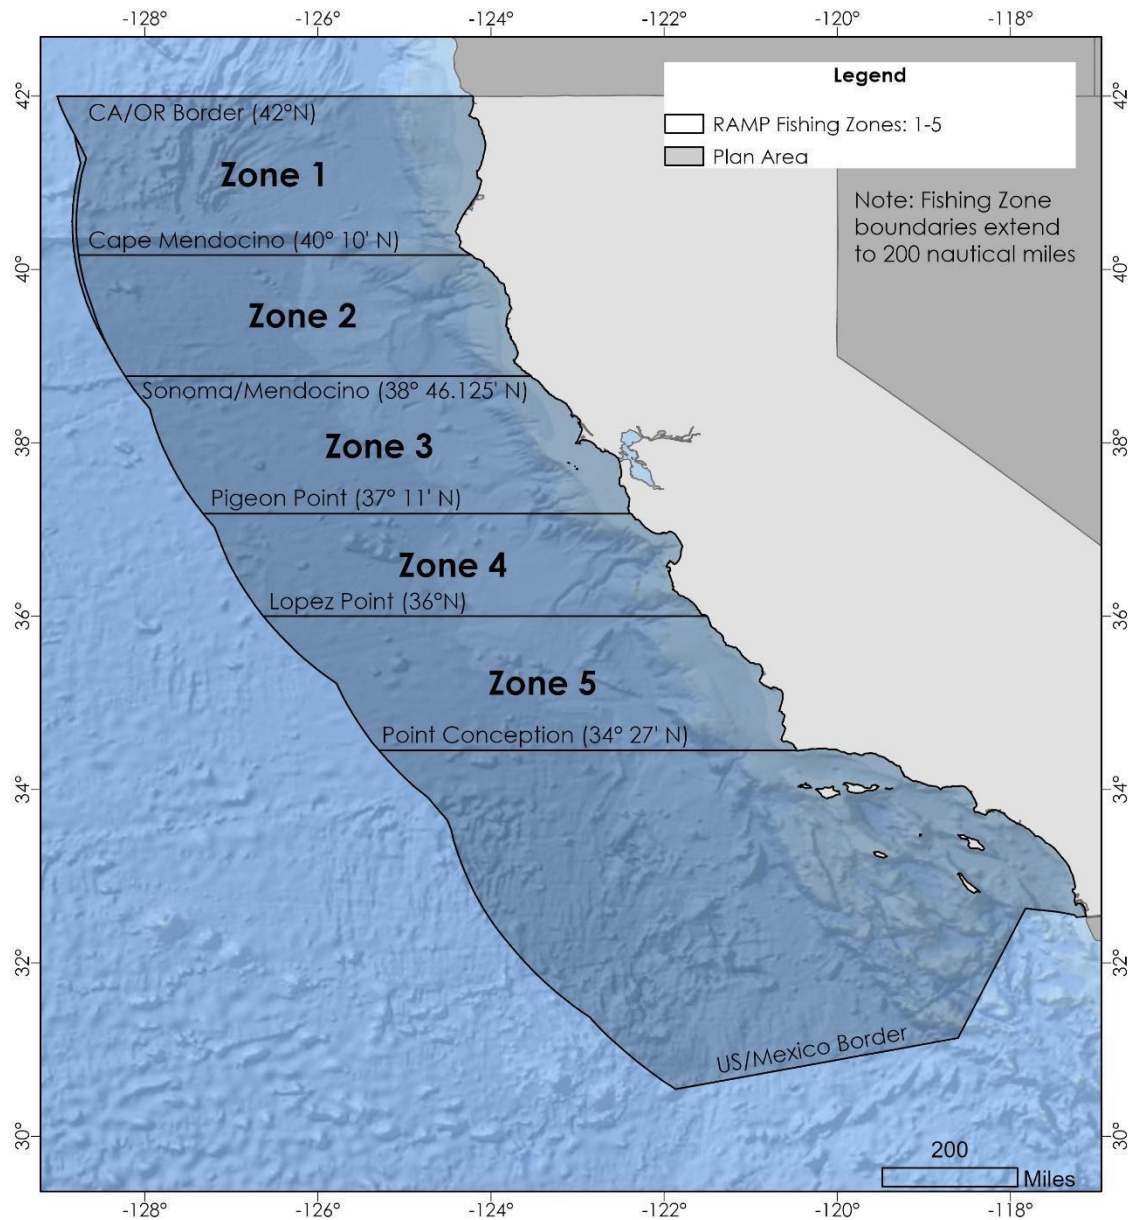 -128°
-126°
-124°
-122°
-120°
-118°
Legend
RAMP Fishing Zones: 1-5
Plan Area
Note: Fishing Zone
boundaries extend
to 200 nautical miles
42°
42°
CA/OR Border (42°N)
Zone 1
Cape Mendocino (40° 10' N)
40°
40°
Zone 2
Sonoma/Mendocino (38° 46.125' N)
38°
38°
Zone 3
Pigeon Point (37° 11' N)
Zone 4
Lopez Point (36°N)
36°
36°
Zone 5
Point Conception (34° 27' N)
34°
34°
32°
32°
US/Mexico Border
30°
30°
200
Miles
-128°
-126°
-124°
-122°
-120°
-118°